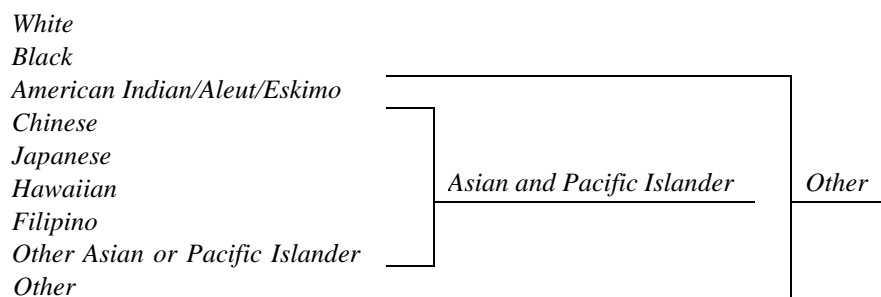 White
Black
American Indian/Aleut/Eskimo
Chinese
Japanese
Hawaiian
Filipino
Other Asian or Pacific Islander
Other
Asian and Pacific Islander
Other